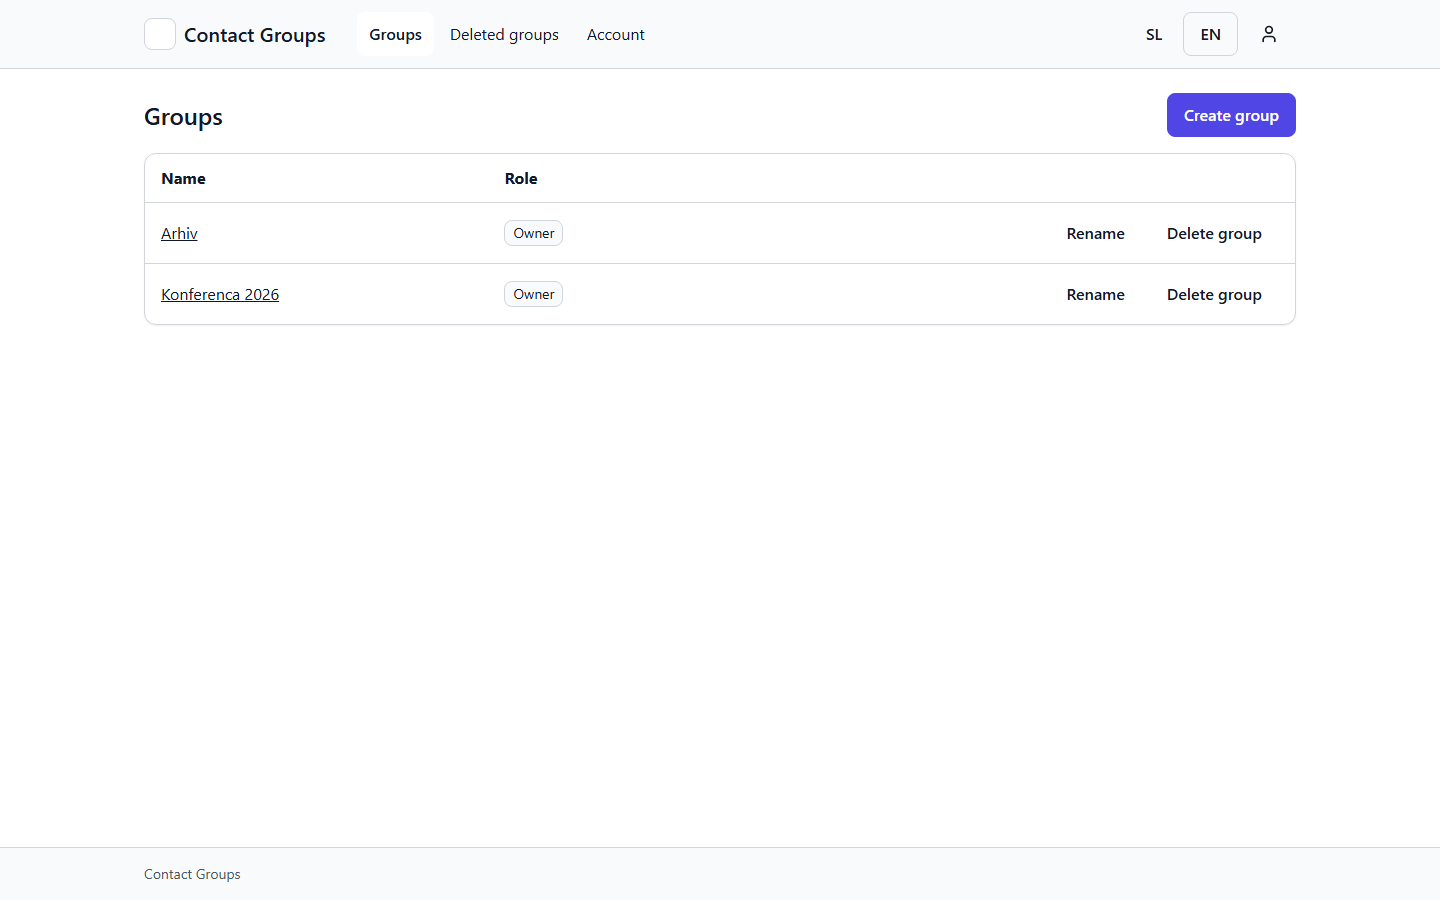 Contact Groups Groups Deleted groups Account SL EN
Groups Create group
Name Role
Arhiv Owner Rename Delete group
Konferenca 2026 Owner Rename Delete group
Contact Groups